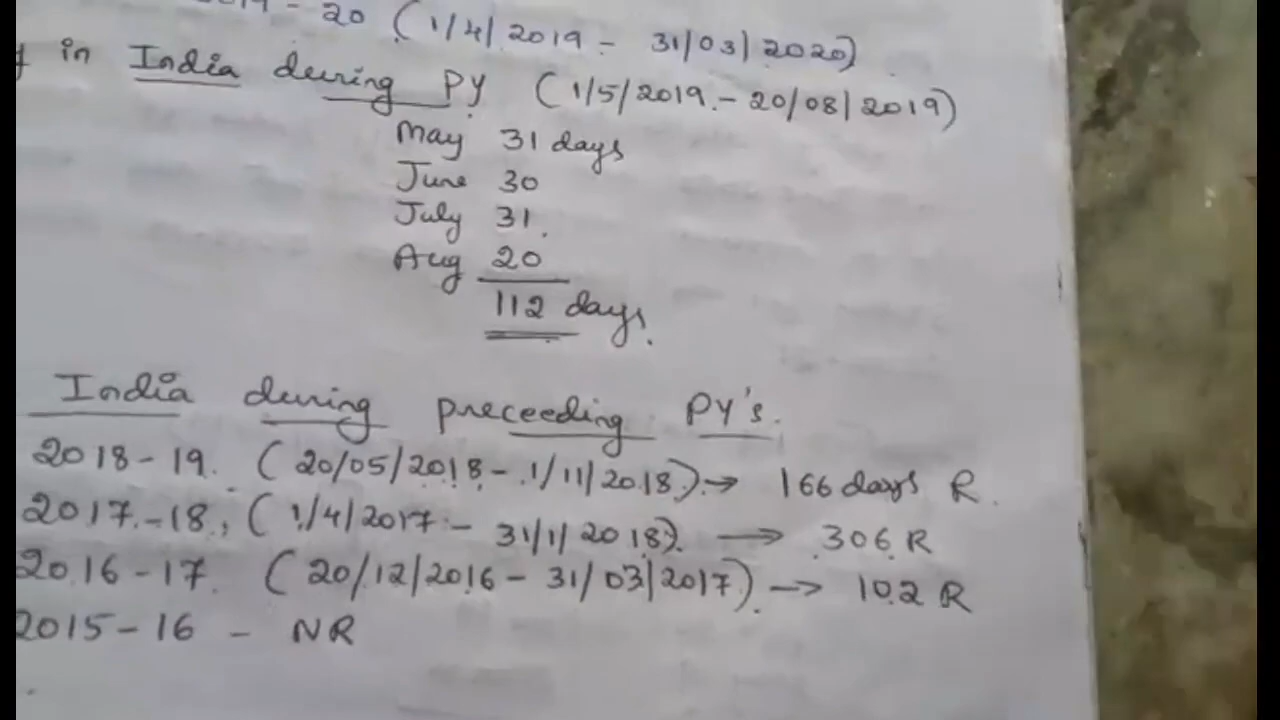 - 20 (1/4/2019 - 31/03/2020)
in India during PY (1/5/2019 - 20/08/2019)
May 31 days
June 30
July 31.
Aug 20
112 days.
India during preceeding PY's.
2018-19. (20/05/2018 - 1/11/2018) → 166 days R.
2017-18, (1/4/2017 - 31/1/2018). → 306 R
2016-17. (20/12/2016 - 31/03/2017) → 102 R
2015-16 - NR